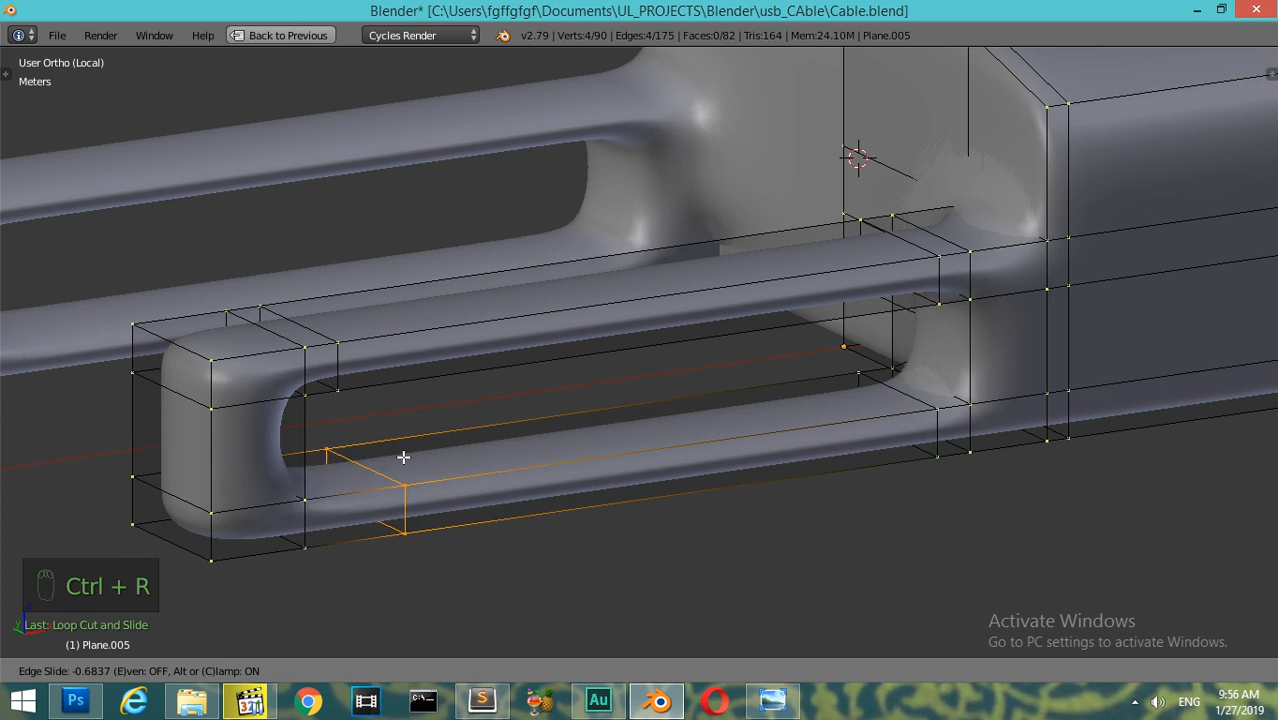 Blender* [C:\Users\fgffgfgf\Documents\UL_PROJECTS\Blender\usb_CAble\Cable.blend]
File Render Window Help Back to Previous Cycles Render v2.79 | Verts:4/90 | Edges:4/175 | Faces:0/82 | Tris:164 | Mem:24.10M | Plane.005
User Ortho (Local)
Meters
Ctrl + R
Last: Loop Cut and Slide
(1) Plane.005
Activate Windows
Go to PC settings to activate Windows.
Edge Slide: -0.6837 (E)ven: OFF, Alt or (C)lamp: ON
ENG
9:56 AM
1/27/2019